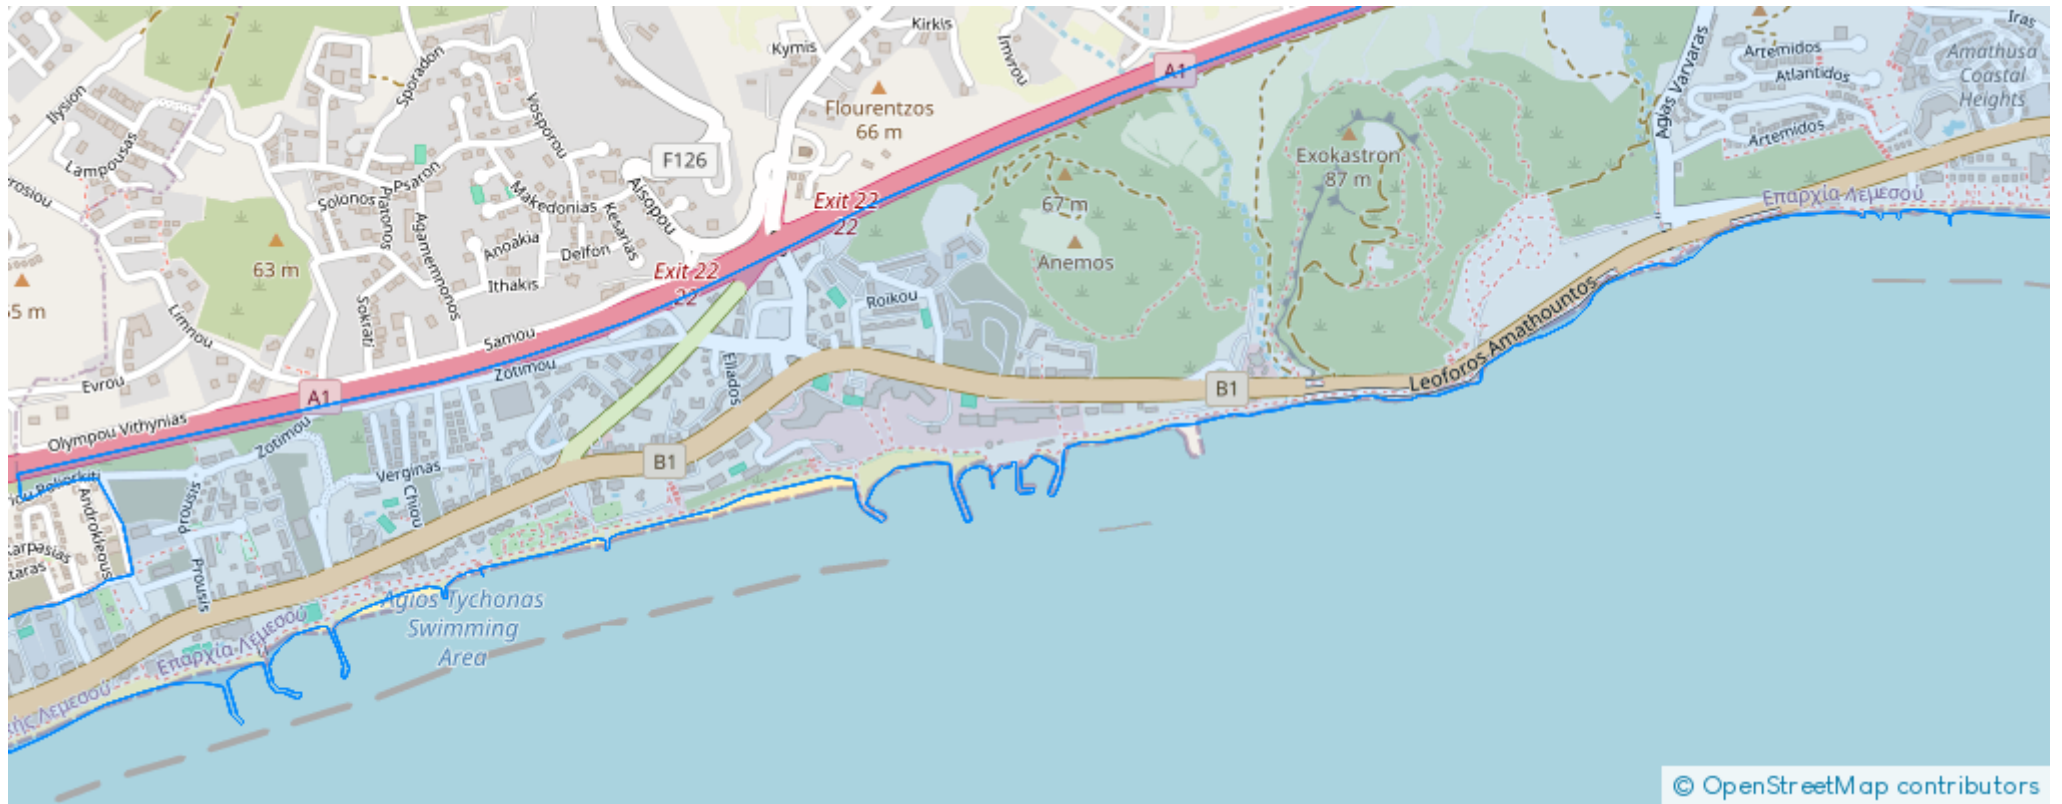 Kirkis
Iras
Kymis
Imvrou
Artemidos
Amathusa
Coastal
Heights
Sporadon
A1
Atlantidos
Ilysion
Vosporou
Flourentzos
66 m
Agias Varvaras
Lampousas
F126
Exokastron
87 m
Artemidos
Psaron
Makedonias
Aisopou
Solonos
Exit 22
22
67 m
Επαρχία Λεμεσού
Agamemnonos
Kesarias
Anoakia
Delfon
63 m
Exit 22
22
Anemos
Ithakis
Roikou
Limnou
Sokrati
Samou
Leoforos Amathountos
Evrou
Zotimou
Ellados
B1
A1
Olympou Vithynias
Zotimou
B1
Verginas
Chiou
Androkleous
Prousis
Prousis
Agios Tychonas
Swimming
Area
Επαρχία Λεμεσού
© OpenStreetMap contributors